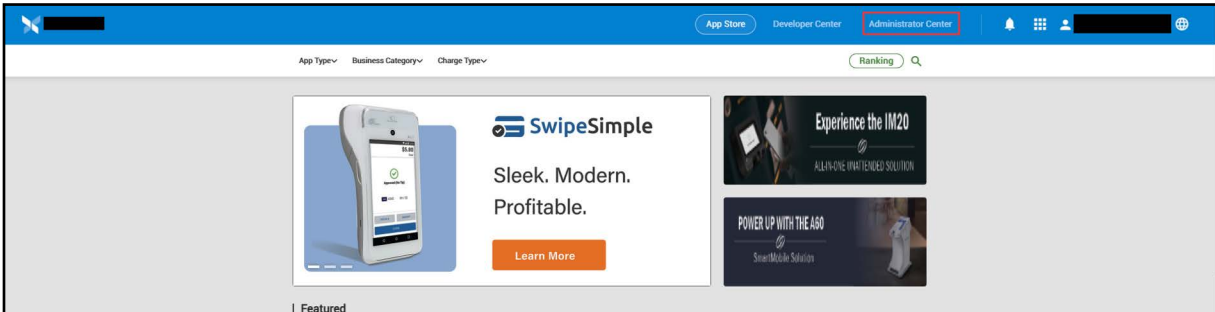 App Store Developer Center Administrator Center
App Type Business Category Charge Type Ranking
SwipeSimple
Sleek. Modern.
Profitable.
Learn More
$5.00
Experience the IM20
ALL-IN-ONE UNATTENDED SOLUTION
POWER UP WITH THE A60
SmartMobile Solution
Featured